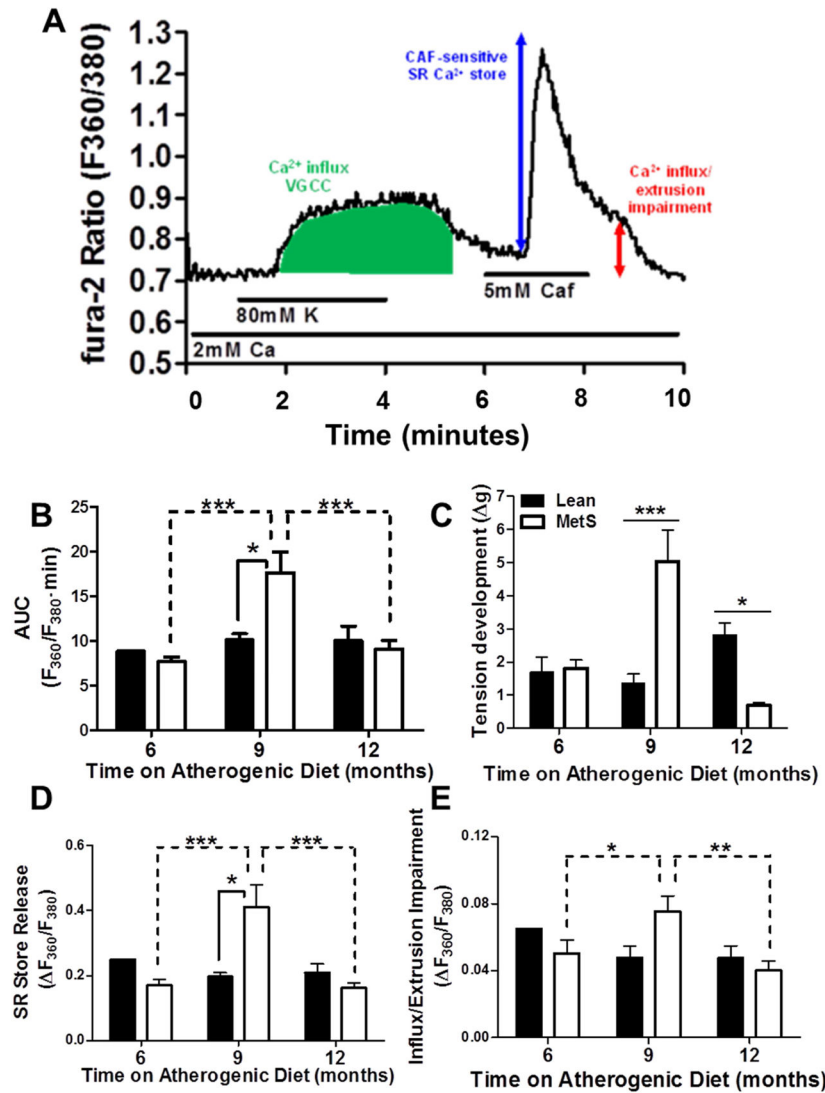 A
fura-2 Ratio (F360/380)
1.3
1.2
1.1
1.0
0.9
0.8
0.7
0.6
0.5
CAF-sensitive
SR Ca²⁺ store
Ca²⁺ influx
VGCC
Ca²⁺ influx/
extrusion
impairment
5mM Caf
80mM K
2mM Ca
0 2 4 6 8 10
Time (minutes)
B
AUC
(F360/F380· min)
25
20
15
10
5
0
*** ***
*
6 9 12
Time on Atherogenic Diet (months)
C
Tension development (Δg)
7
6
5
4
3
2
1
0
Lean
MetS
***
*
6 9 12
Time on Atherogenic Diet (months)
D
SR Store Release
(ΔF360/F380)
0.6
0.4
0.2
0.0
*** ***
*
6 9 12
Time on Atherogenic Diet (months)
E
Influx/Extrusion Impairment
(ΔF360/F380)
0.12
0.08
0.04
0.00
* **
6 9 12
Time on Atherogenic Diet (months)